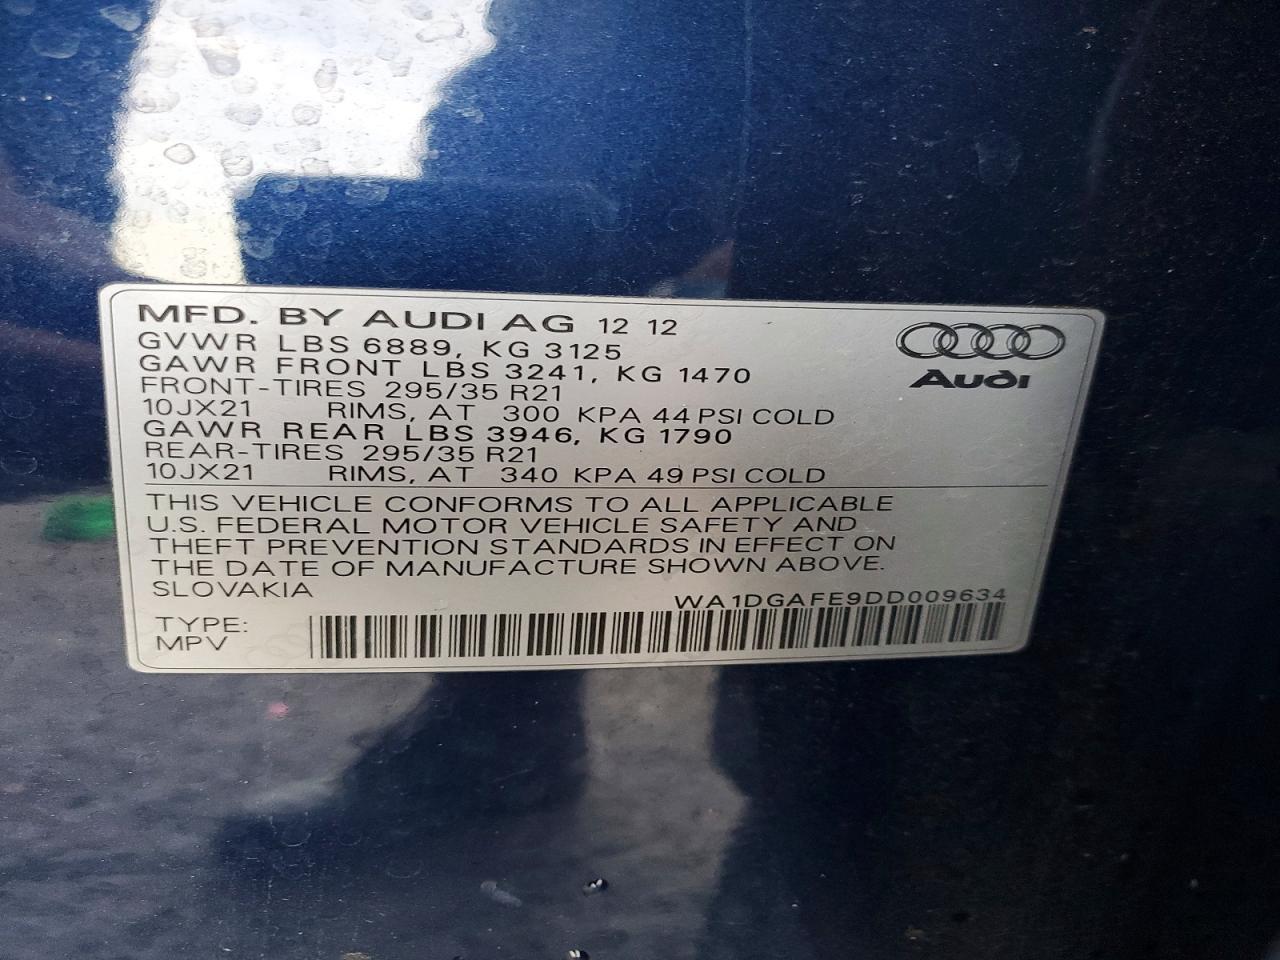 MFD. BY AUDI AG 12 12
GVWR LBS 6889, KG 3125
GAWR FRONT LBS 3241, KG 1470
FRONT-TIRES 295/35 R21
10JX21 RIMS, AT 300 KPA 44 PSI COLD
GAWR REAR LBS 3946, KG 1790
REAR-TIRES 295/35 R21
10JX21 RIMS, AT 340 KPA 49 PSI COLD
Audi
THIS VEHICLE CONFORMS TO ALL APPLICABLE
U.S. FEDERAL MOTOR VEHICLE SAFETY AND
THEFT PREVENTION STANDARDS IN EFFECT ON
THE DATE OF MANUFACTURE SHOWN ABOVE.
SLOVAKIA
WA1DGAFE9DD009634
TYPE:
MPV